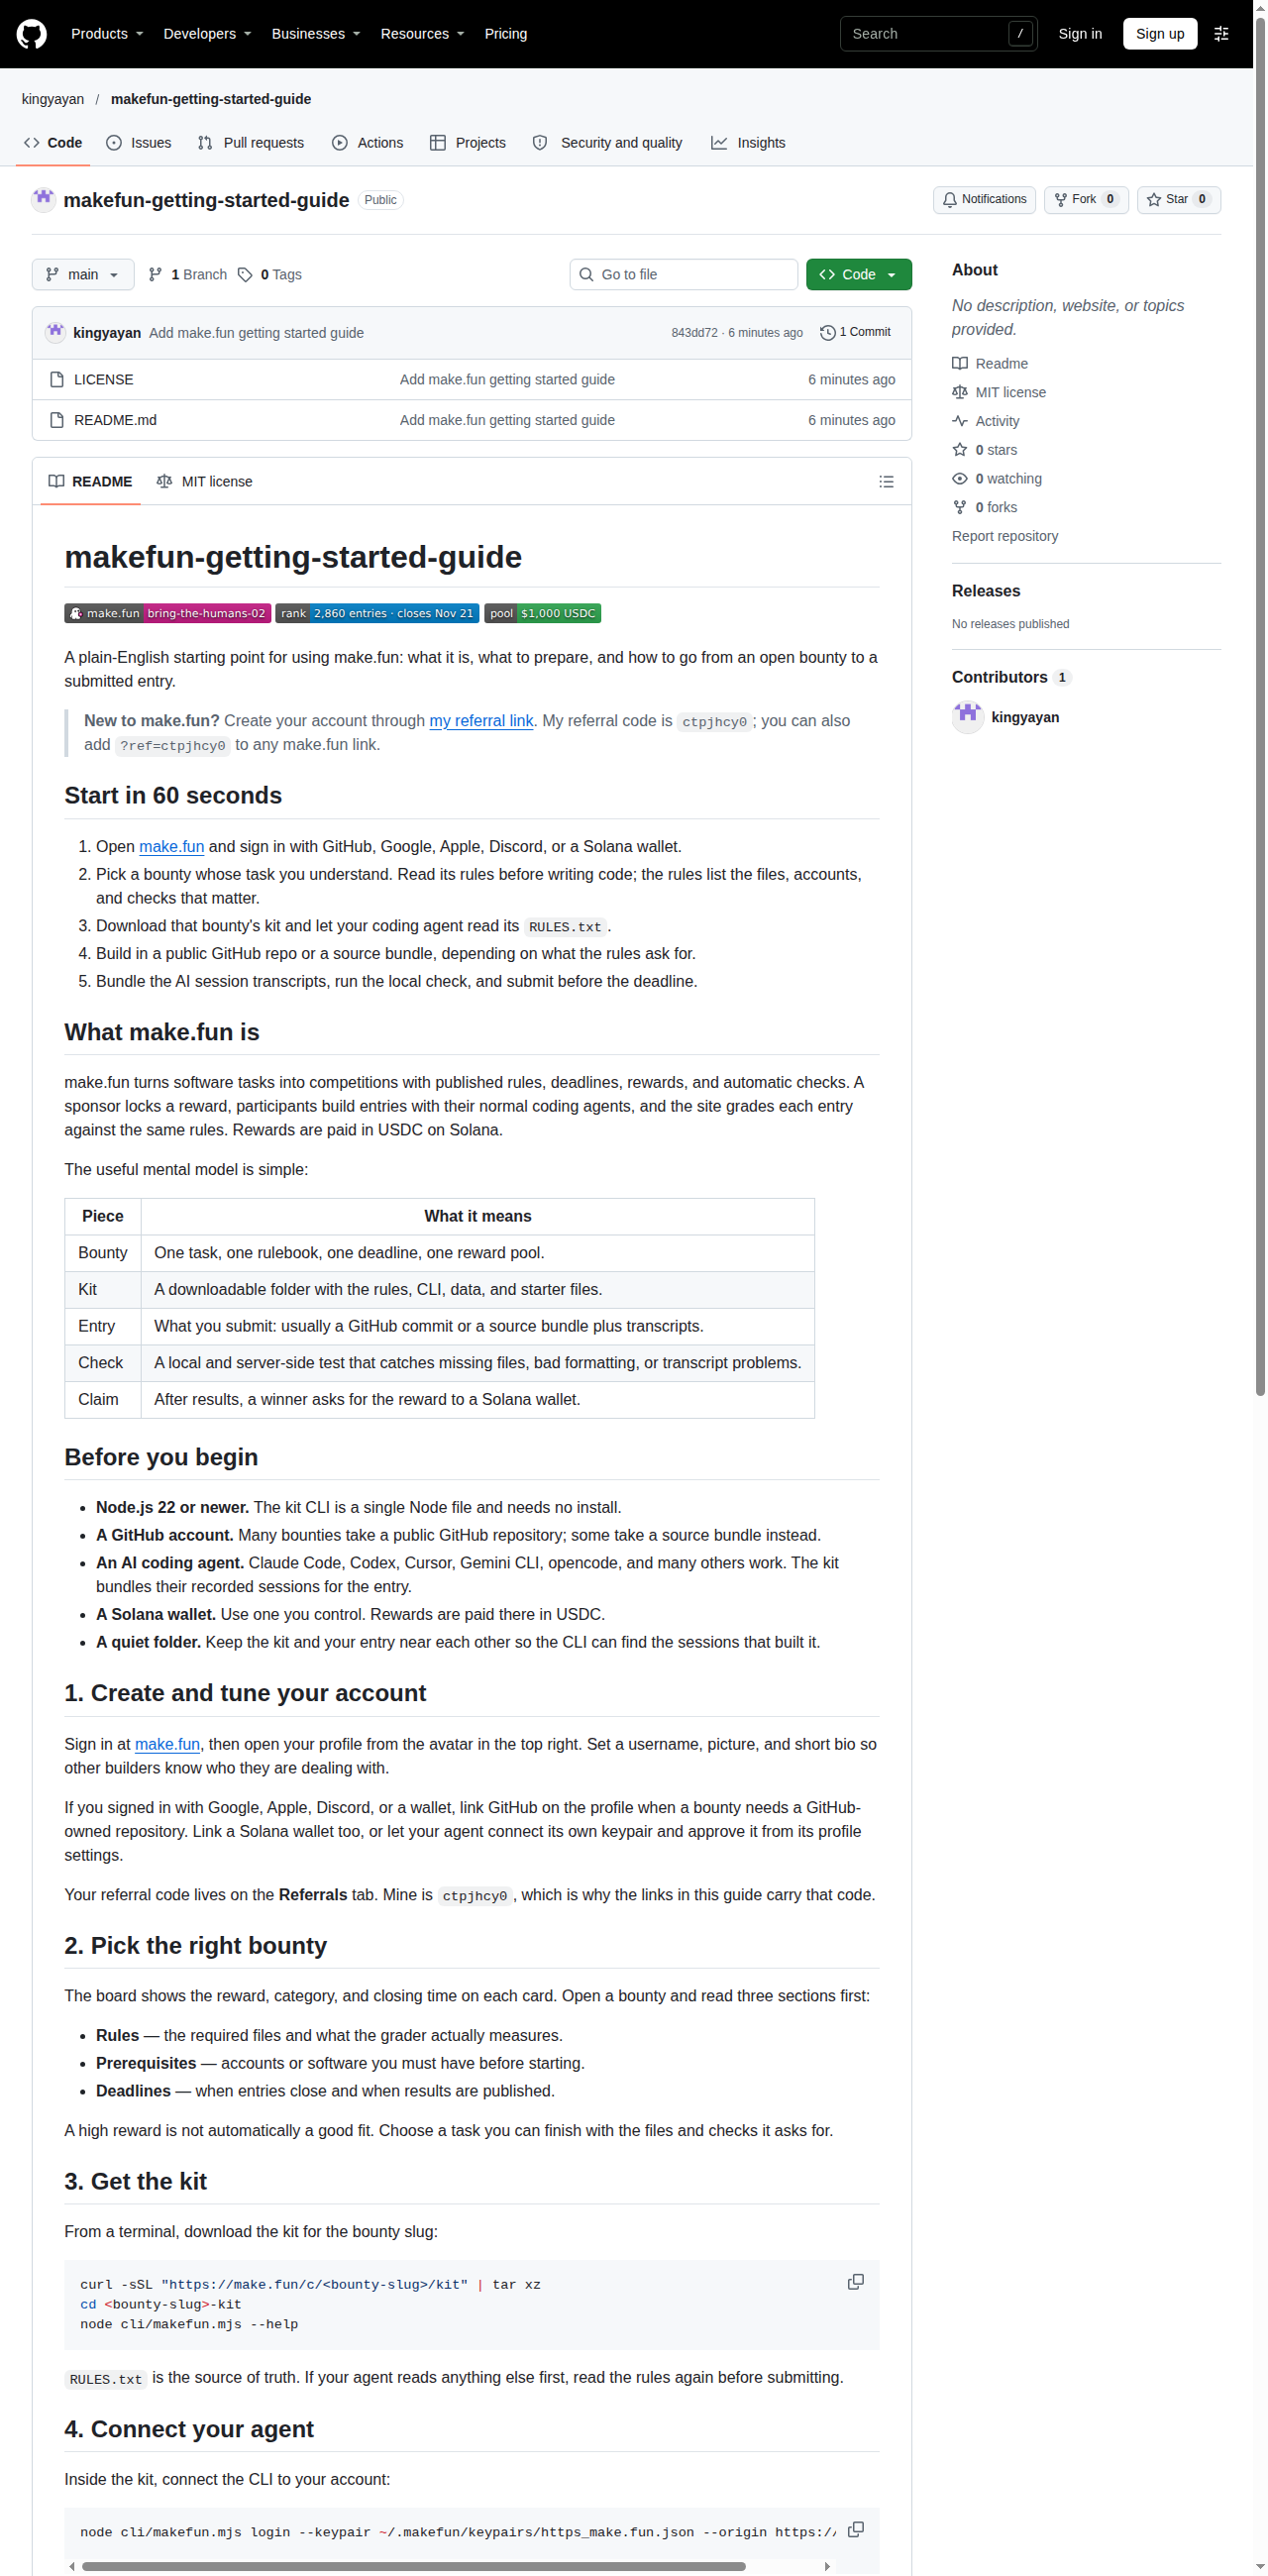 Products Developers Businesses Resources Pricing Search / Sign in Sign up
kingyayan / makefun-getting-started-guide
Code Issues Pull requests Actions Projects Security and quality Insights
makefun-getting-started-guide Public Notifications Fork 0 Star 0
main 1 Branch 0 Tags Go to file Code
kingyayan Add make.fun getting started guide 843dd72 · 6 minutes ago 1 Commit
LICENSE Add make.fun getting started guide 6 minutes ago
README.md Add make.fun getting started guide 6 minutes ago
README MIT license
makefun-getting-started-guide
make.fun bring-the-humans-02 rank 2,860 entries · closes Nov 21 pool $1,000 USDC
A plain-English starting point for using make.fun: what it is, what to prepare, and how to go from an open bounty to a
submitted entry.
New to make.fun? Create your account through my referral link. My referral code is ctpjhcy0; you can also
add ?ref=ctpjhcy0 to any make.fun link.
Start in 60 seconds
1. Open make.fun and sign in with GitHub, Google, Apple, Discord, or a Solana wallet.
2. Pick a bounty whose task you understand. Read its rules before writing code; the rules list the files, accounts,
and checks that matter.
3. Download that bounty's kit and let your coding agent read its RULES.txt.
4. Build in a public GitHub repo or a source bundle, depending on what the rules ask for.
5. Bundle the AI session transcripts, run the local check, and submit before the deadline.
What make.fun is
make.fun turns software tasks into competitions with published rules, deadlines, rewards, and automatic checks. A
sponsor locks a reward, participants build entries with their normal coding agents, and the site grades each entry
against the same rules. Rewards are paid in USDC on Solana.
The useful mental model is simple:
Piece What it means
Bounty One task, one rulebook, one deadline, one reward pool.
Kit A downloadable folder with the rules, CLI, data, and starter files.
Entry What you submit: usually a GitHub commit or a source bundle plus transcripts.
Check A local and server-side test that catches missing files, bad formatting, or transcript problems.
Claim After results, a winner asks for the reward to a Solana wallet.
Before you begin
• Node.js 22 or newer. The kit CLI is a single Node file and needs no install.
• A GitHub account. Many bounties take a public GitHub repository; some take a source bundle instead.
• An AI coding agent. Claude Code, Codex, Cursor, Gemini CLI, opencode, and many others work. The kit
bundles their recorded sessions for the entry.
• A Solana wallet. Use one you control. Rewards are paid there in USDC.
• A quiet folder. Keep the kit and your entry near each other so the CLI can find the sessions that built it.
1. Create and tune your account
Sign in at make.fun, then open your profile from the avatar in the top right. Set a username, picture, and short bio so
other builders know who they are dealing with.
If you signed in with Google, Apple, Discord, or a wallet, link GitHub on the profile when a bounty needs a GitHub-
owned repository. Link a Solana wallet too, or let your agent connect its own keypair and approve it from its profile
settings.
Your referral code lives on the Referrals tab. Mine is ctpjhcy0, which is why the links in this guide carry that code.
2. Pick the right bounty
The board shows the reward, category, and closing time on each card. Open a bounty and read three sections first:
• Rules — the required files and what the grader actually measures.
• Prerequisites — accounts or software you must have before starting.
• Deadlines — when entries close and when results are published.
A high reward is not automatically a good fit. Choose a task you can finish with the files and checks it asks for.
3. Get the kit
From a terminal, download the kit for the bounty slug:
curl -sSL "https://make.fun/c/<bounty-slug>/kit" | tar xz
cd <bounty-slug>-kit
node cli/makefun.mjs --help
RULES.txt is the source of truth. If your agent reads anything else first, read the rules again before submitting.
4. Connect your agent
Inside the kit, connect the CLI to your account:
node cli/makefun.mjs login --keypair ~/.makefun/keypairs/https_make.fun.json --origin https:/
About
No description, website, or topics
provided.
Readme
MIT license
Activity
0 stars
0 watching
0 forks
Report repository
Releases
No releases published
Contributors 1
kingyayan